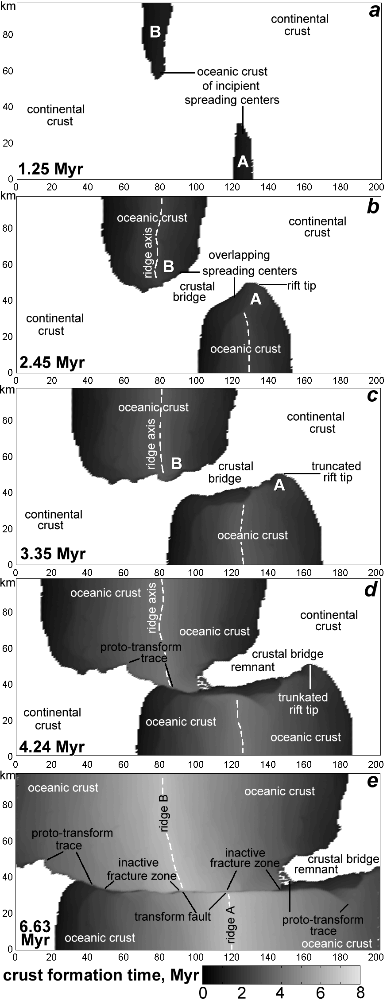 km
a
B
continental
crust
80
60
oceanic crust
of incipient
spreading centers
40
continental
crust
20
A
1.25 Myr
0
0 20 40 60 80 100 120 140 160 180 200
km
b
oceanic crust
continental
crust
80
ridge axis
overlapping
60
B
spreading centers
crustal
bridge
rift tip
40
A
continental
crust
20
oceanic crust
2.45 Myr
0
0 20 40 60 80 100 120 140 160 180 200
km
c
oceanic crust
continental
crust
80
ridge axis
60
B
crustal
bridge
truncated
rift tip
40
A
continental
crust
20
oceanic crust
3.35 Myr
0
0 20 40 60 80 100 120 140 160 180 200
km
d
oceanic crust
ridge axis
80
continental
crust
oceanic crust
60
proto-transform
trace
crustal bridge
remnant
40
trunkated
rift tip
continental
crust
20
oceanic crust
oceanic crust
4.24 Myr
0
0 20 40 60 80 100 120 140 160 180 200
km
e
oceanic crust
oceanic crust
80
ridge B
proto-transform
trace
60
inactive
fracture zone
inactive
fracture zone
crustal bridge
remnant
40
transform fault
20
ridge A
proto-transform
trace
6.63
Myr
oceanic crust
oceanic crust
0
0 20 40 60 80 100 120 140 160 180 200
crust formation time, Myr
0 2 4 6 8